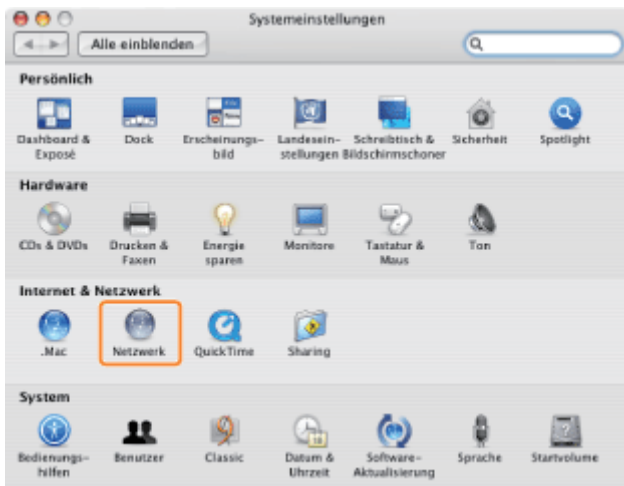 Systemeinstellungen
Alle einblenden
Persönlich
Dashboard & Exposé
Dock
Erscheinungs-
bild
Landesein-
stellungen
Schreibtisch &
Bildschirmschoner
Sicherheit
Spotlight
Hardware
CDs & DVDs
Drucken &
Faxen
Energie
sparen
Monitore
Tastatur &
Maus
Ton
Internet & Netzwerk
.Mac
Netzwerk
QuickTime
Sharing
System
Bedienungs-
hilfen
Benutzer
Classic
Datum &
Uhrzeit
Software-
Aktualisierung
Sprache
Startvolume